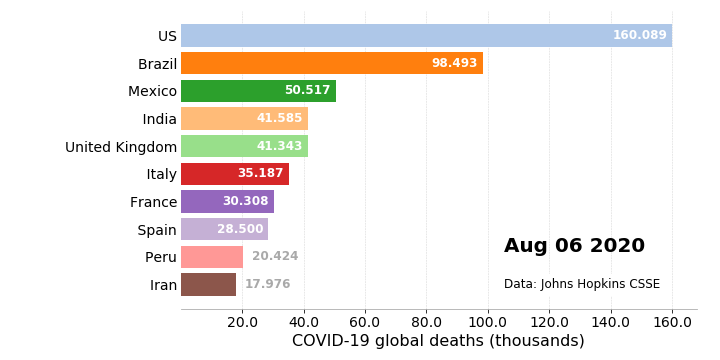 US 160.089
Brazil 98.493
Mexico 50.517
India 41.585
United Kingdom 41.343
Italy 35.187
France 30.308
Spain 28.500
Peru 20.424
Iran 17.976
Aug 06 2020
Data: Johns Hopkins CSSE
20.0 40.0 60.0 80.0 100.0 120.0 140.0 160.0
COVID-19 global deaths (thousands)